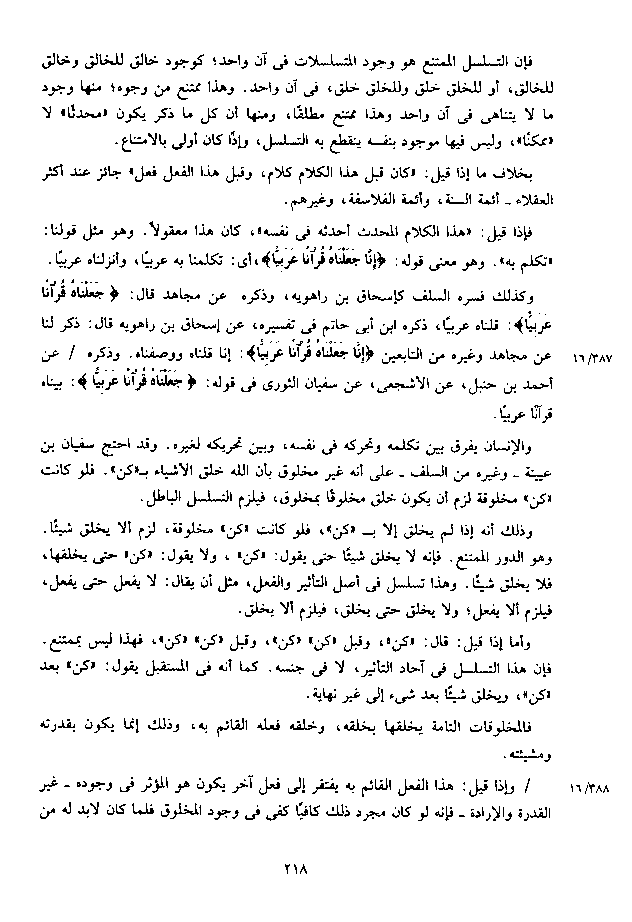 فإن التسلسل الممتنع هو وجود المتسلسلات فى آن واحد؛ كوجود خالق للخالق وخالق
للخالق، أو للخلق خلق وللخلق خلق، فى آن واحد. وهذا ممتنع من وجوه؛ منها وجود
ما لا يتناهى فى آن واحد وهذا ممتنع مطلقًا، ومنها أن كل ما ذكر يكون «محدثًا» لا
«ممكنًا»، وليس فيها موجود بنفسه ينقطع به التسلسل، وإذًا كان أولى بالامتناع.
بخلاف ما إذا قيل: «كان قبل هذا الكلام كلام، وقبل هذا الفعل فعل» جائز عند أكثر
العقلاء ـ أئمة السنة، وأئمة الفلاسفة، وغيرهم.
فإذا قيل: «هذا الكلام المحدث أحدثه فى نفسه»، كان هذا معقولاً. وهو مثل قولنا:
«تكلم به». وهو معنى قوله: ﴿إِنَّا جَعَلْنَاهُ قُرْآنًا عَرَبِيًّا﴾،أى: تكلمنا به عربيًا، وأنزلناه عربيًا.
وكذلك فسره السلف كإسحاق بن راهويه، وذكره عن مجاهد قال: ﴿ جَعَلْنَاهُ قُرْآنًا
عَرَبِيًّا﴾: قلناه عربيًا، ذكره ابن أبى حاتم فى تفسيره، عن إسحاق بن راهويه قال: ذكر لنا
عن مجاهد وغيره من التابعين ﴿إِنَّا جَعَلْنَاهُ قُرْآنًا عَرَبِيًّا﴾: إنا قلناه ووصفناه. وذكره / عن ١٦/٣٨٧
أحمد بن حنبل، عن الأشجعى، عن سفيان الثورى فى قوله: ﴿ جَعَلْنَاهُ قُرْآنًا عَرَبِيًّا ﴾: بيناه
قرآنًا عربيًا.
والإنسان يفرق بين تكلمه وتحركه فى نفسه، وبين تحريكه لغيره. وقد احتج سفيان بن
عيينة ـ وغيره من السلف ـ على أنه غير مخلوق بأن الله خلق الأشياء بـ«كن». فلو كانت
«كن» مخلوقة لزم أن يكون خلق مخلوقًا بمخلوق، فيلزم التسلسل الباطل.
وذلك أنه إذا لم يخلق إلا بـ «كن»، فلو كانت «كن» مخلوقة، لزم ألا يخلق شيئًا.
وهو الدور الممتنع. فإنه لا يخلق شيئًا حتى يقول: «كن» ، ولا يقول: «كن» حتى يخلقها،
فلا يخلق شيئًا. وهذا تسلسل فى أصل التأثير والفعل، مثل أن يقال: لا يفعل حتى يفعل،
فيلزم ألا يفعل؛ ولا يخلق حتى يخلق، فيلزم ألا يخلق.
وأما إذا قيل: قال: «كن»، وقبل «كن» «كن»، وقبل «كن» «كن»، فهذا ليس بممتنع.
فإن هذا التسلسل فى آحاد التأثير، لا فى جنسه. كما أنه فى المستقبل يقول: «كن» بعد
«كن»، ويخلق شيئًا بعد شىء إلى غير نهاية.
فالمخلوقات التامة يخلقها بخلقه، وخلقه فعله القائم به، وذلك إنما يكون بقدرته
ومشيئته.
/ وإذا قيل: هذا الفعل القائم به يفتقر إلى فعل آخر يكون هو المؤثر فى وجوده ـ غير ١٦/٣٨٨
القدرة والإرادة ـ فإنه لو كان مجرد ذلك كافيًا كفى فى وجود المخلوق فلما كان لابد له من
٢١٨